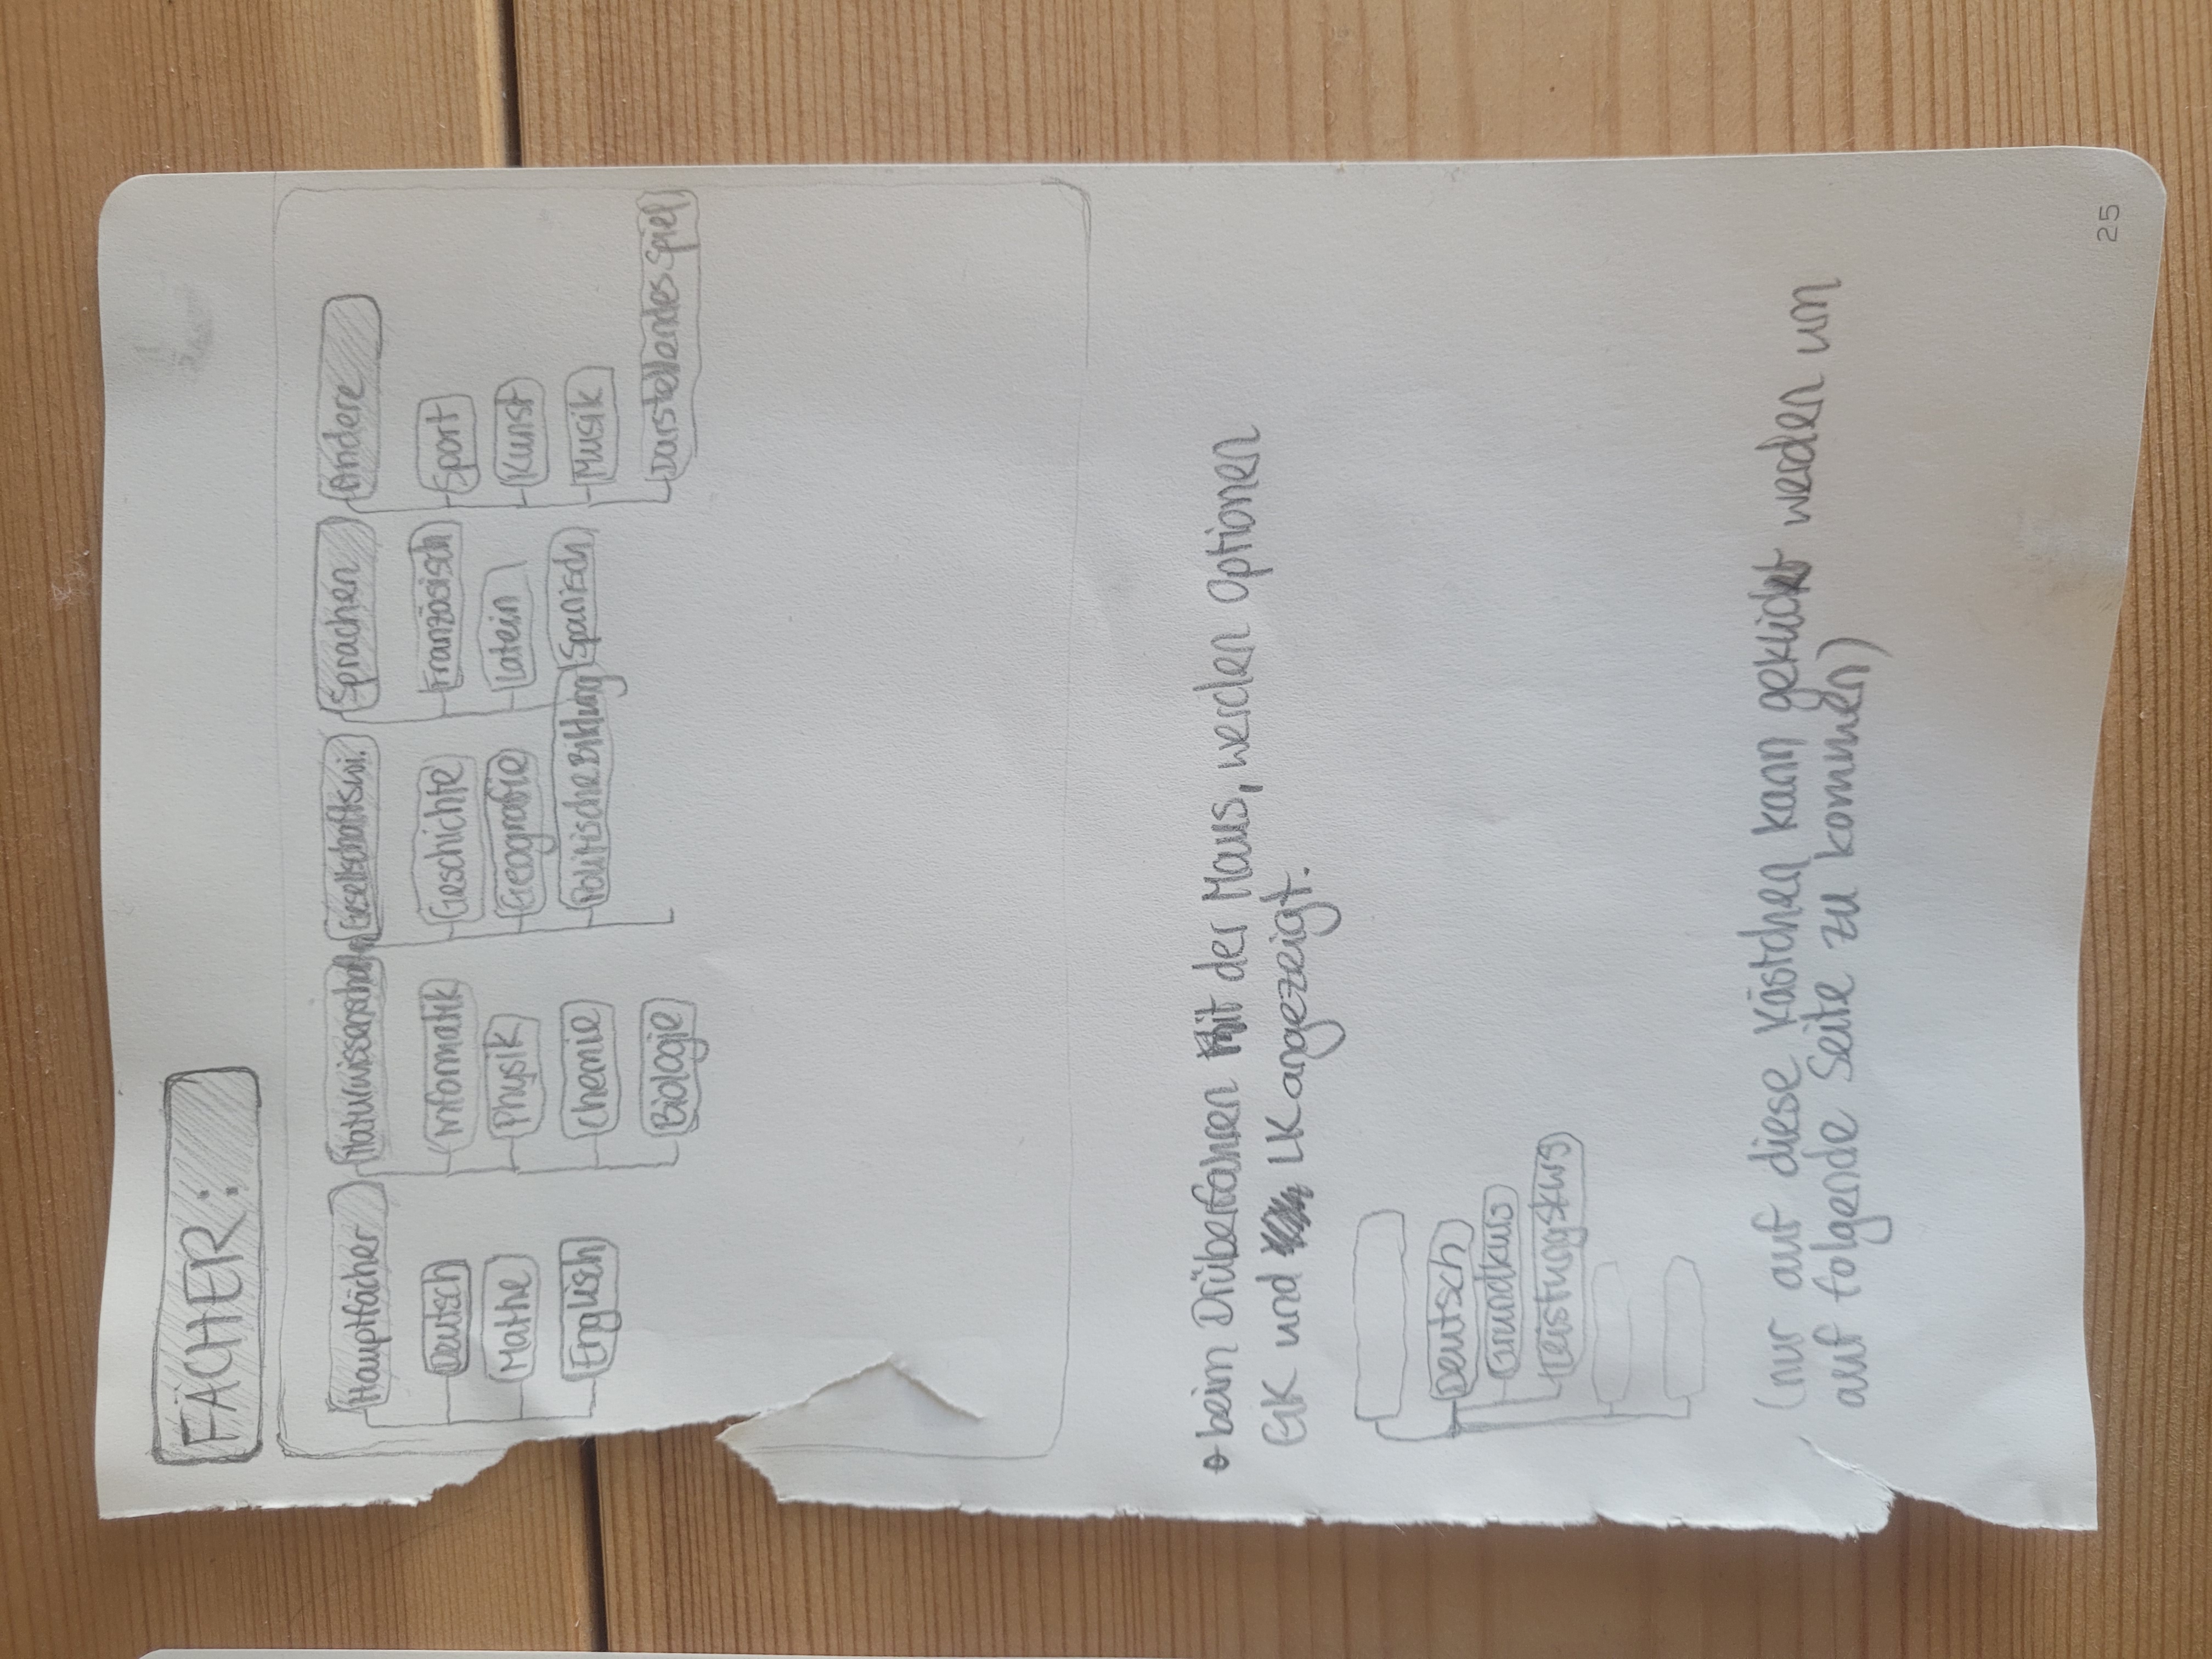 FÄCHER:
Hauptfächer
Deutsch
Mathe
Englisch
Naturwissenschaften
Informatik
Physik
Chemie
Biologie
Gesellschaftswi.
Geschichte
Geografie
Politische Bildung
Sprachen
Französisch
Latein
Spanisch
Andere
Sport
Kunst
Musik
Darstellendes Spiel
beim Drüberfahren Mit der Maus, werden Optionen
GK und LK angezeigt.
Deutsch
Grundkurs
Leistungskurs
(nur auf diese Kästchen kann geklickt werden um
auf folgende Seite zu kommen)
25